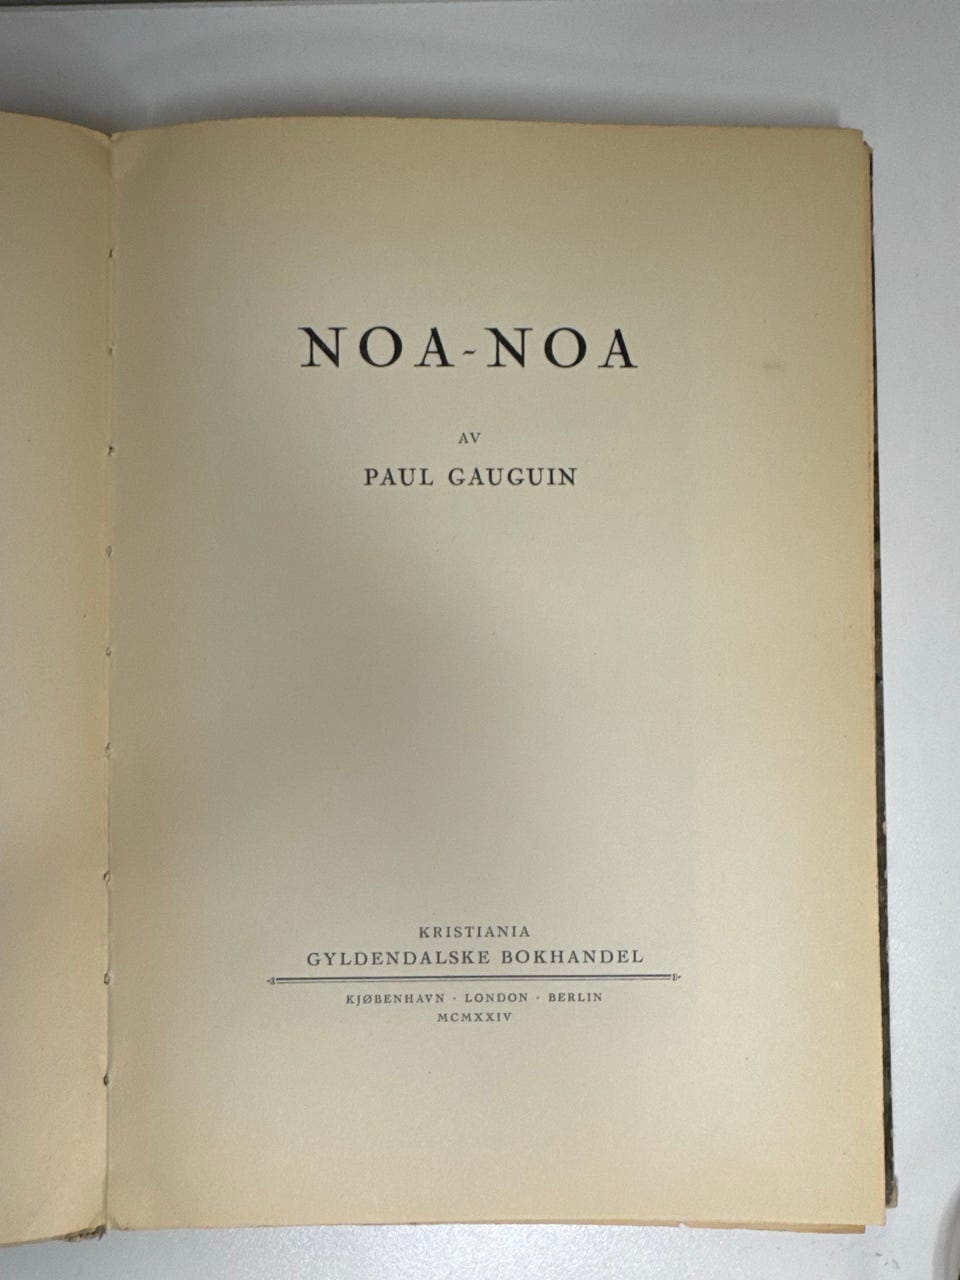 NOA-NOA
AV
PAUL GAUGUIN
KRISTIANIA
GYLDENDALSKE BOKHANDEL
KJØBENHAVN · LONDON · BERLIN
MCMXXIV